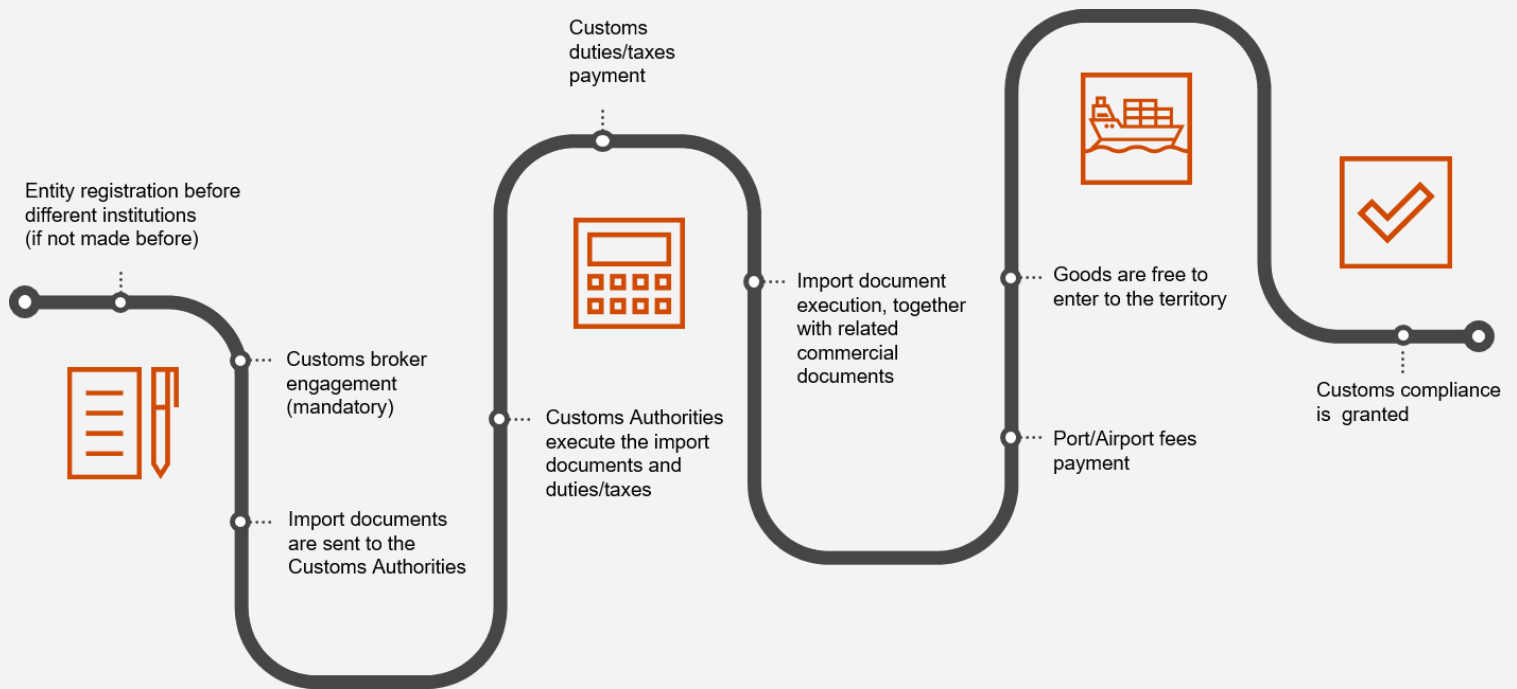 Entity registration before
different institutions
(if not made before)
Customs broker
engagement
(mandatory)
Import documents
are sent to the
Customs Authorities
Customs Authorities
execute the import
documents and
duties/taxes
Customs
duties/taxes
payment
Import document
execution, together
with related
commercial
documents
Port/Airport fees
payment
Goods are free to
enter to the territory
Customs compliance
is granted